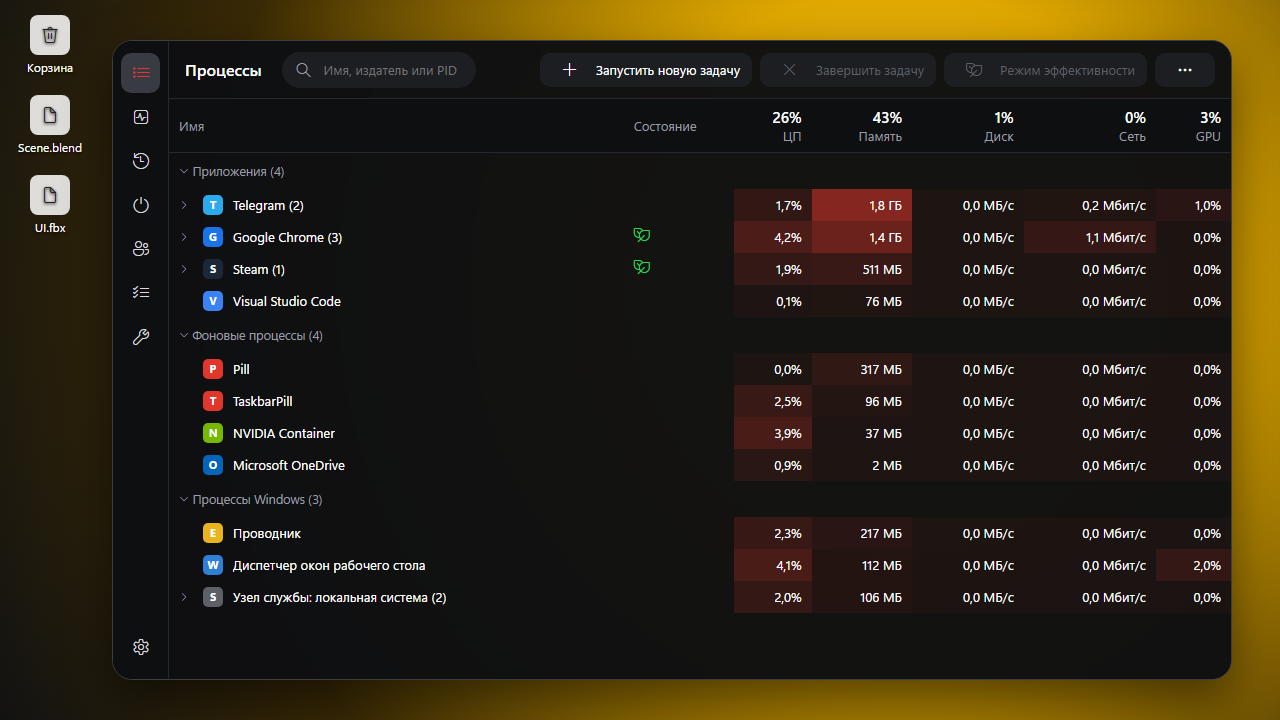 Корзина
Scene.blend
UI.fbx
Процессы
Имя, издатель или PID
Запустить новую задачу
Завершить задачу
Режим эффективности
Имя
Состояние
26% 43% 1% 0% 3%
ЦП Память Диск Сеть GPU
Приложения (4)
T Telegram (2) 1,7% 1,8 ГБ 0,0 МБ/с 0,2 Мбит/с 1,0%
G Google Chrome (3) 4,2% 1,4 ГБ 0,0 МБ/с 1,1 Мбит/с 0,0%
S Steam (1) 1,9% 511 МБ 0,0 МБ/с 0,0 Мбит/с 0,0%
V Visual Studio Code 0,1% 76 МБ 0,0 МБ/с 0,0 Мбит/с 0,0%
Фоновые процессы (4)
P Pill 0,0% 317 МБ 0,0 МБ/с 0,0 Мбит/с 0,0%
T TaskbarPill 2,5% 96 МБ 0,0 МБ/с 0,0 Мбит/с 0,0%
N NVIDIA Container 3,9% 37 МБ 0,0 МБ/с 0,0 Мбит/с 0,0%
O Microsoft OneDrive 0,9% 2 МБ 0,0 МБ/с 0,0 Мбит/с 0,0%
Процессы Windows (3)
E Проводник 2,3% 217 МБ 0,0 МБ/с 0,0 Мбит/с 0,0%
W Диспетчер окон рабочего стола 4,1% 112 МБ 0,0 МБ/с 0,0 Мбит/с 2,0%
S Узел службы: локальная система (2) 2,0% 106 МБ 0,0 МБ/с 0,0 Мбит/с 0,0%